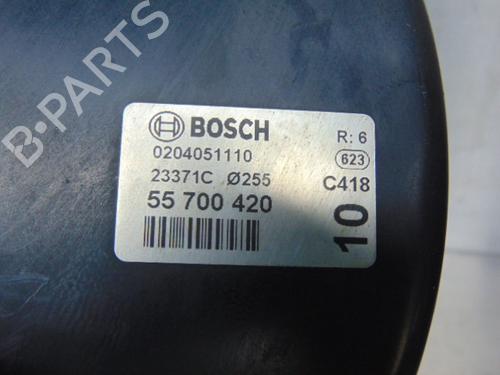 B-PARTS
BOSCH
R: 6
0204051110
623
23371C Ø255
C418
55 700 420
10